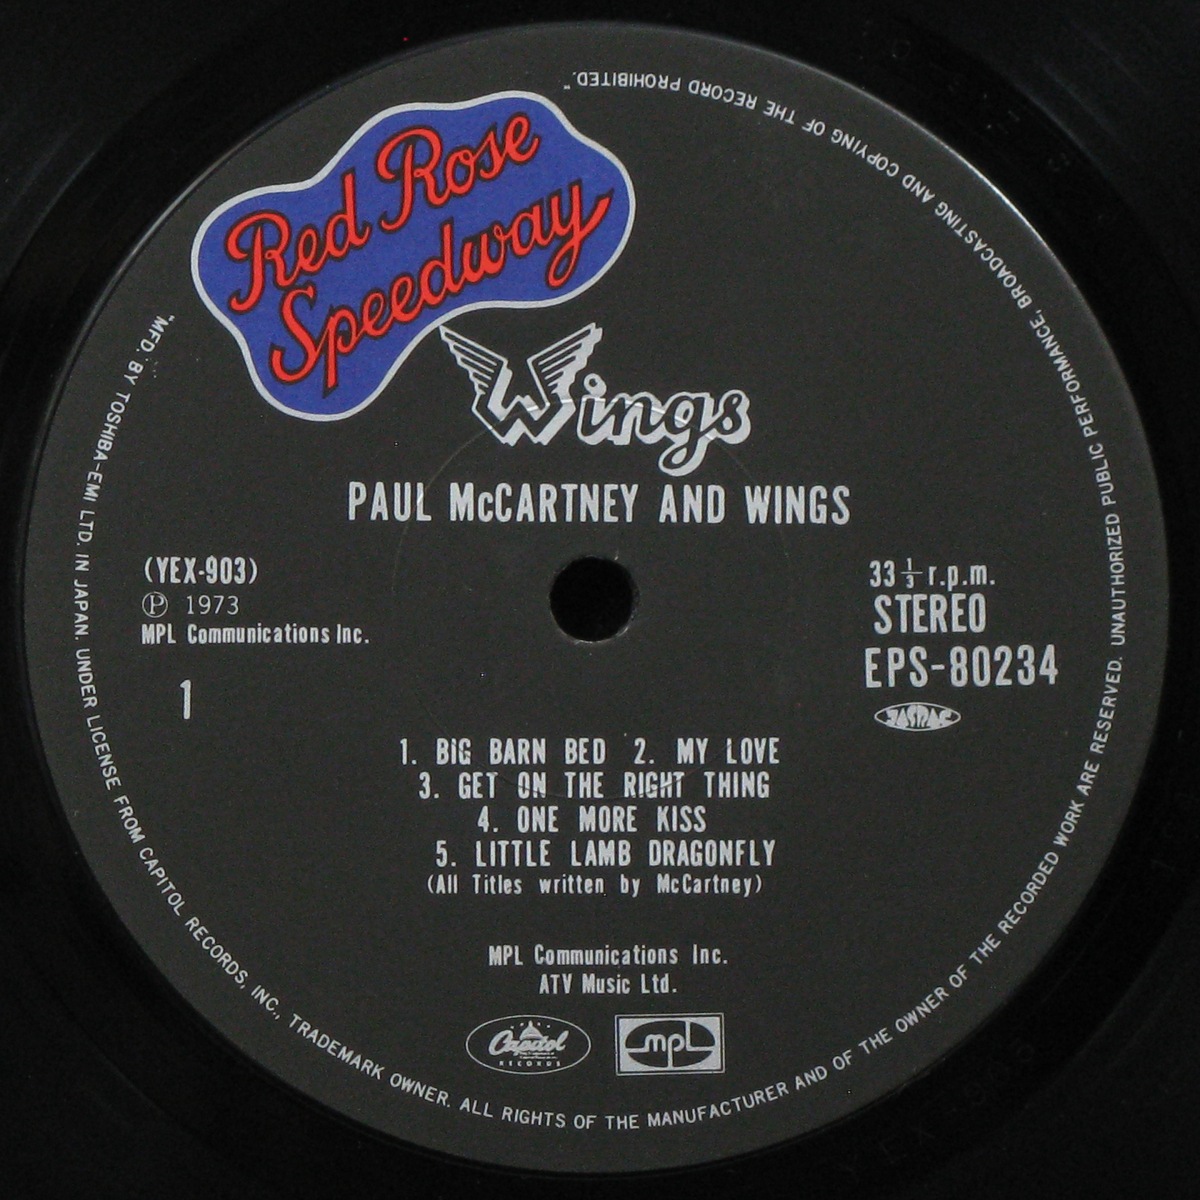 Red Rose
Speedway
Wings
PAUL McCARTNEY AND WINGS
(YEX-903)
Ⓟ 1973
MPL Communications Inc.
1
33 1/3 r.p.m.
STEREO
EPS-80234
JASRAC
1. BIG BARN BED 2. MY LOVE
3. GET ON THE RIGHT THING
4. ONE MORE KISS
5. LITTLE LAMB DRAGONFLY
(All Titles written by McCartney)
MPL Communications Inc.
ATV Music Ltd.
Capitol
RECORDS
MPL
"MFD. BY TOSHIBA-EMI LTD. IN JAPAN. UNDER LICENSE FROM CAPITOL RECORDS, INC., TRADEMARK OWNER. ALL RIGHTS OF THE MANUFACTURER AND OF THE OWNER OF THE RECORDED WORK ARE RESERVED. UNAUTHORIZED PUBLIC PERFORMANCE, BROADCASTING AND COPYING OF THE RECORD PROHIBITED."